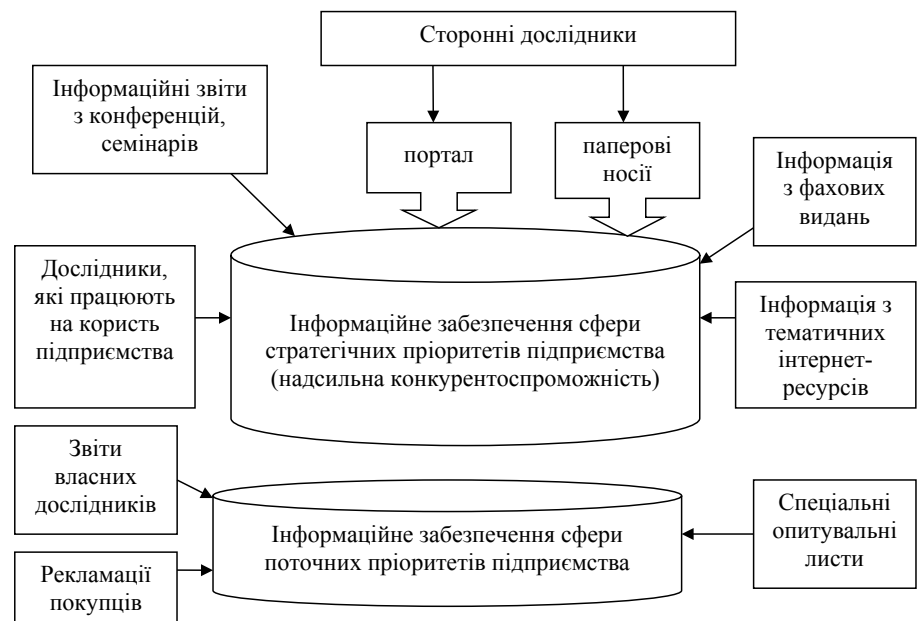 Сторонні дослідники
Інформаційні звіти
з конференцій,
семінарів
портал
паперові
носії
Інформація
з фахових
видань
Дослідники,
які працюють
на користь
підприємства
Інформаційне забезпечення сфери
стратегічних пріоритетів підприємства
(надсильна конкурентоспроможність)
Інформація з
тематичних
інтернет-
ресурсів
Звіти
власних
дослідників
Інформаційне забезпечення сфери
поточних пріоритетів підприємства
Спеціальні
опитувальні
листи
Рекламації
покупців